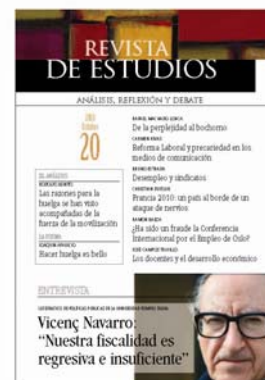 REVISTA
DE ESTUDIOS
ANÁLISIS, REFLEXIÓN Y DEBATE
20
De la perplejidad al bochorno
Reforma Laboral y precariedad en los
medios de comunicación
Desempleo y sindicatos
Francia 2010: un país al borde de un
ataque de nervios
¿Ha sido un fraude la Conferencia
Internacional por el Empleo de Oslo?
Los docentes y el desarrollo económico
EL ANÁLISIS
Las razones para la
huelga se han visto
acompañadas de la
fuerza de la movilización
LA FIRMA
JOAQUÍN APARICIO
Hacer huelga es bello
ENTREVISTA
Vicenç Navarro:
“Nuestra fiscalidad es
regresiva e insuficiente”